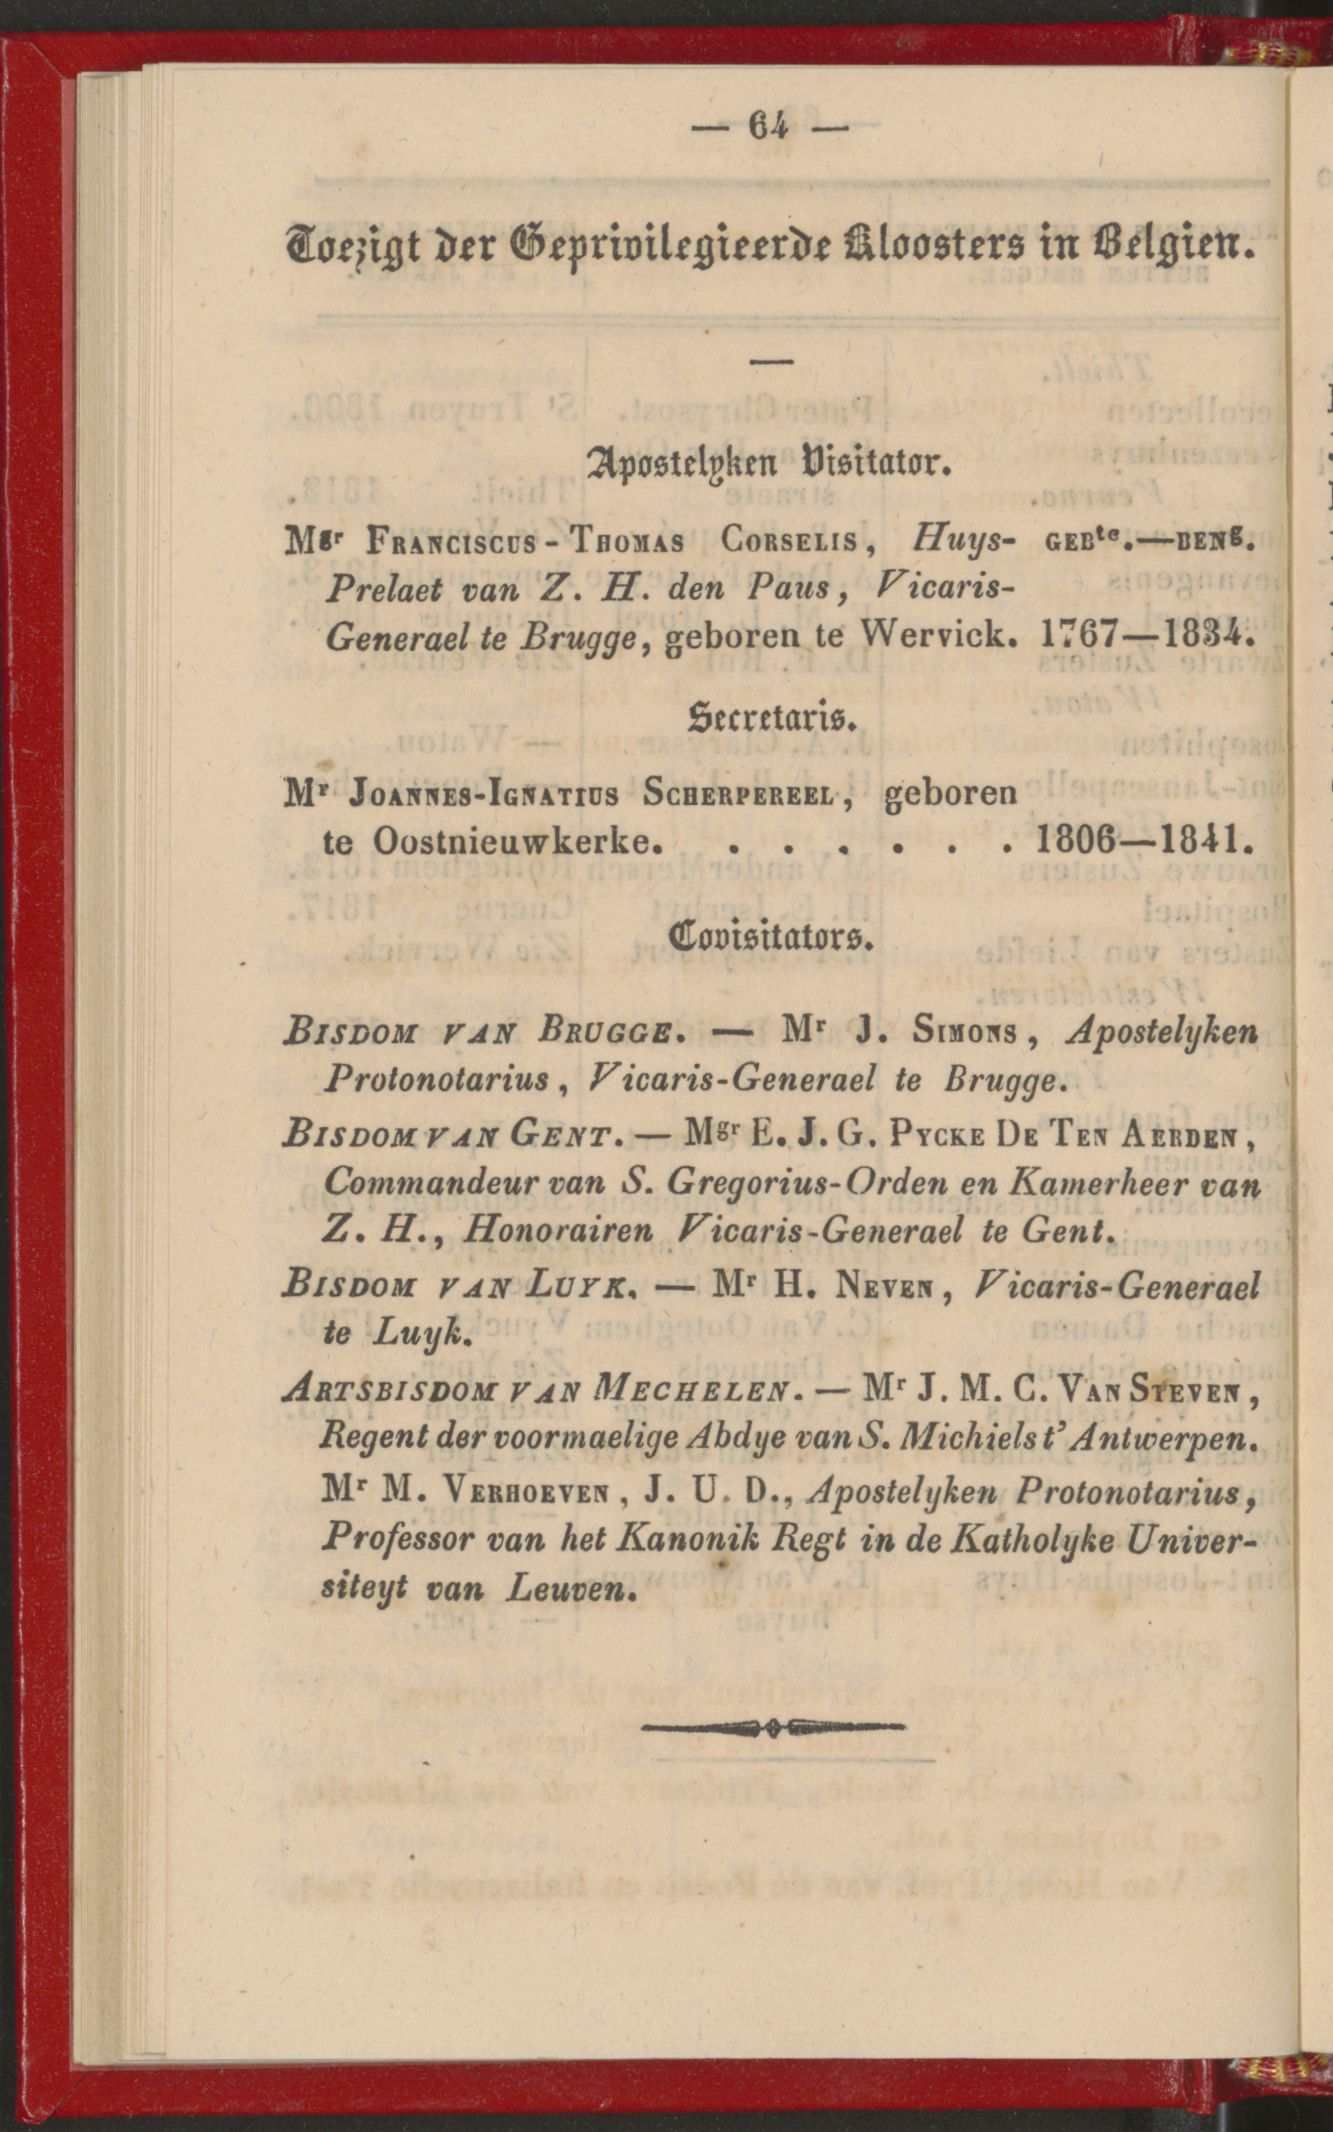 — 64 —
Toezigt der Geprivilegieerde Kloosters in Belgien.
Apostelyken Visitator.
Mgr Franciscus-Thomas Corselis, Huys- gebte.—beng.
Prelaet van Z. H. den Paus, Vicaris-
Generael te Brugge, geboren te Wervick. 1767—1834.
Secretaris.
Mr Joannes-Ignatius Scherpereel, geboren
te Oostnieuwkerke. . . . . . . 1806—1841.
Covisitators.
Bisdom van Brugge. — Mr J. Simons, Apostelyken
Protonotarius, Vicaris-Generael te Brugge.
Bisdom van Gent. — Mgr E. J. G. Pycke De Ten Aerden,
Commandeur van S. Gregorius-Orden en Kamerheer van
Z. H., Honorairen Vicaris-Generael te Gent.
Bisdom van Luyk. — Mr H. Neven, Vicaris-Generael
te Luyk.
Artsbisdom van Mechelen. — Mr J. M. C. Van Steven,
Regent der voormaelige Abdye van S. Michiels t' Antwerpen.
Mr M. Verhoeven, J. U. D., Apostelyken Protonotarius,
Professor van het Kanonik Regt in de Katholyke Univer-
siteyt van Leuven.